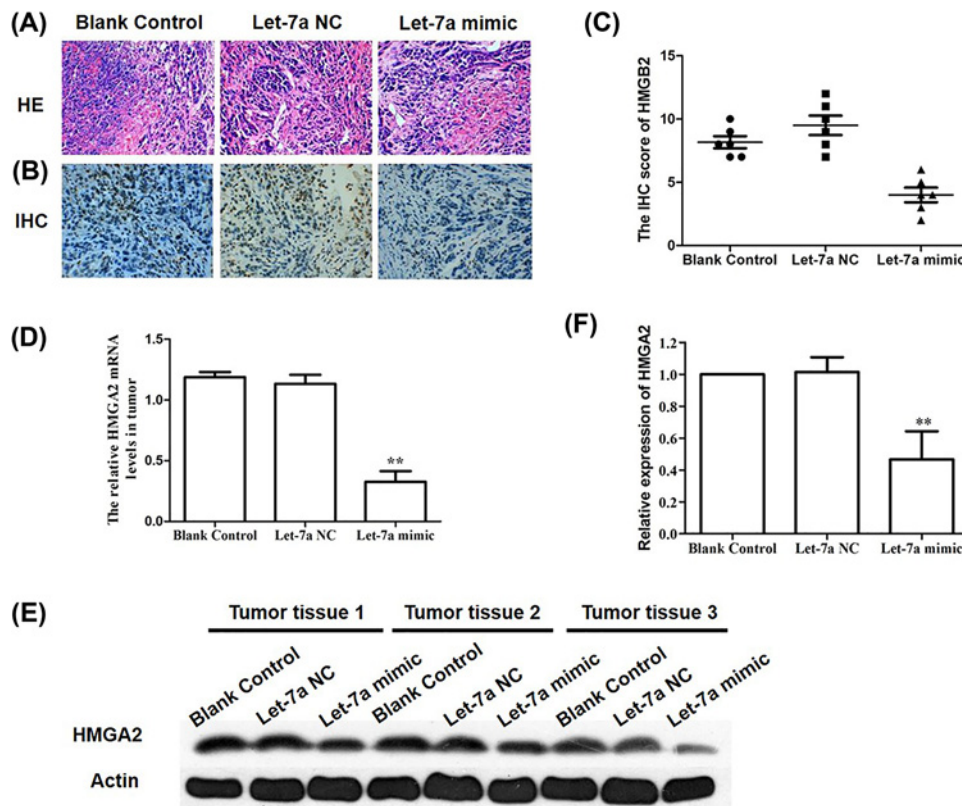 (A)
Blank Control
Let-7a NC
Let-7a mimic
HE
(B)
IHC
(C)
The IHC score of HMGB2
15
10
5
0
Blank Control
Let-7a NC
Let-7a mimic
(D)
The relative HMGA2 mRNA
levels in tumor
1.5
1.0
0.5
0.0
**
Blank Control
Let-7a NC
Let-7a mimic
(F)
Relative expression of HMGA2
1.2
1.0
0.8
0.6
0.4
0.2
0.0
**
Blank Control
Let-7a NC
Let-7a mimic
(E)
Tumor tissue 1
Tumor tissue 2
Tumor tissue 3
Blank Control
Let-7a NC
Let-7a mimic
Blank Control
Let-7a NC
Let-7a mimic
Blank Control
Let-7a NC
Let-7a mimic
HMGA2
Actin